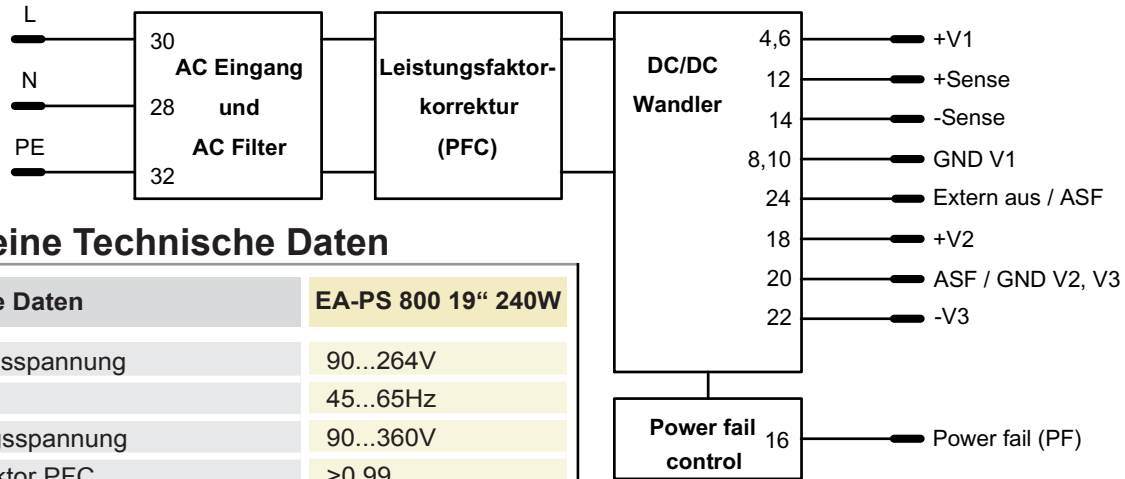 L
N
PE
30
28
32
AC Eingang
und
AC Filter
Leistungsfaktor-
korrektur
(PFC)
DC/DC
Wandler
4,6 +V1
12 +Sense
14 -Sense
8,10 GND V1
24 Extern aus / ASF
18 +V2
20 ASF / GND V2, V3
22 -V3
Power fail
control
16 Power fail (PF)
eine Technische Daten
e Daten EA-PS 800 19“ 240W
sspannung 90...264V
45...65Hz
gsspannung 90...360V
ktor PFC >0,99